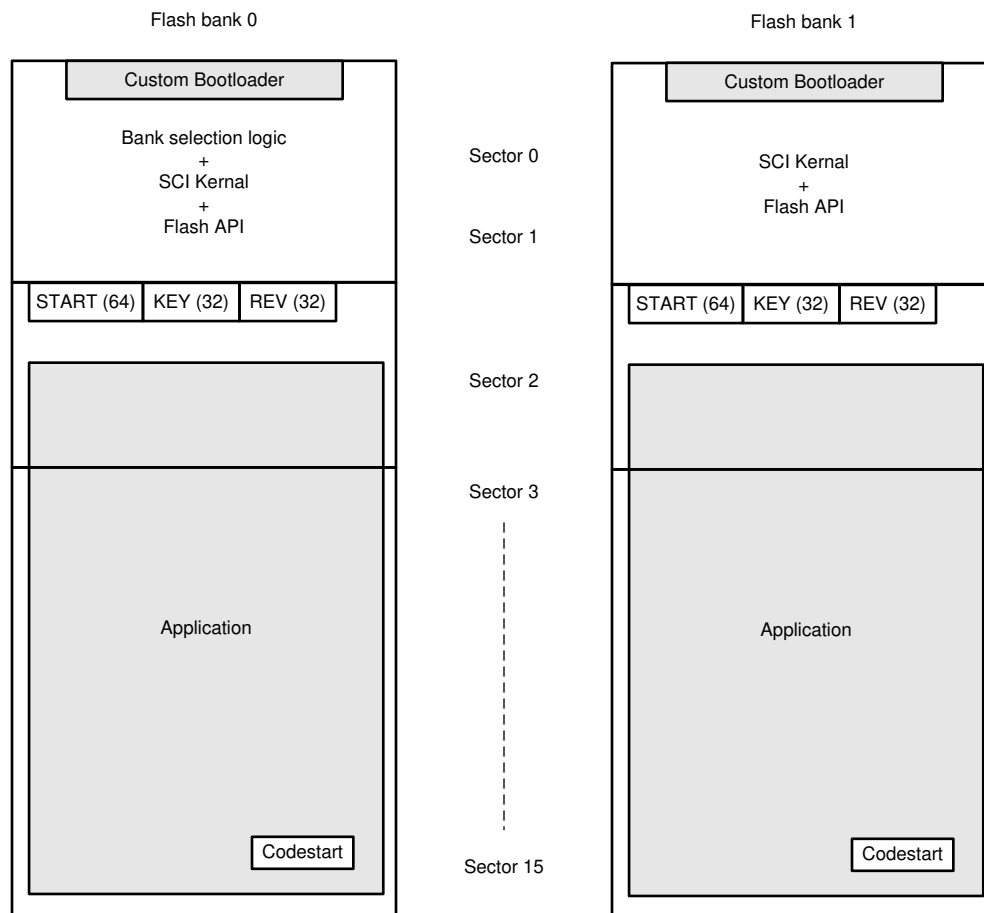 Flash bank 0
Flash bank 1
Custom Bootloader
Bank selection logic
+
SCI Kernal
+
Flash API
START (64) KEY (32) REV (32)
Application
Codestart
Sector 0
Sector 1
Sector 2
Sector 3
Sector 15
Custom Bootloader
SCI Kernal
+
Flash API
START (64) KEY (32) REV (32)
Application
Codestart